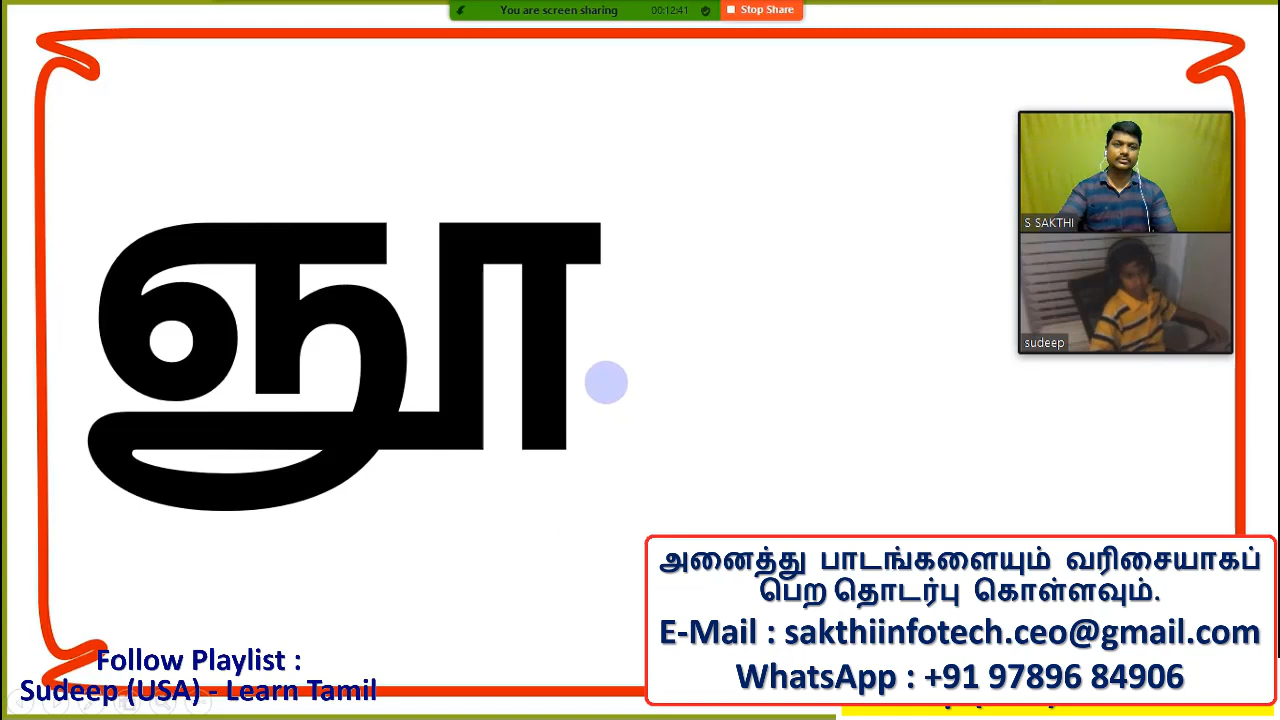 You are screen sharing 00:12:41 Stop Share
ஞா
S SAKTHI
sudeep
அனைத்து பாடங்களையும் வரிசையாகப்
பெற தொடர்பு கொள்ளவும்.
E-Mail : sakthiinfotech.ceo@gmail.com
WhatsApp : +91 97896 84906
Follow Playlist :
Sudeep (USA) - Learn Tamil